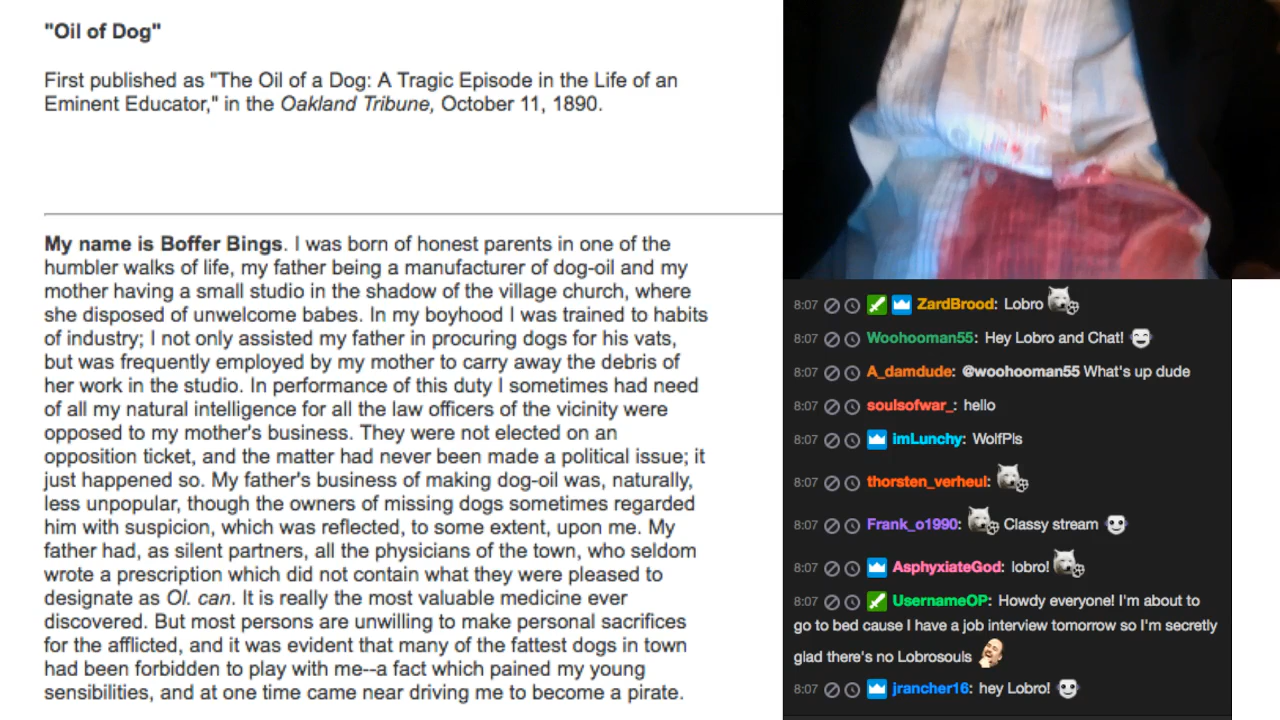 "Oil of Dog"
First published as "The Oil of a Dog: A Tragic Episode in the Life of an
Eminent Educator," in the Oakland Tribune, October 11, 1890.
My name is Boffer Bings. I was born of honest parents in one of the
humbler walks of life, my father being a manufacturer of dog-oil and my
mother having a small studio in the shadow of the village church, where
she disposed of unwelcome babes. In my boyhood I was trained to habits
of industry; I not only assisted my father in procuring dogs for his vats,
but was frequently employed by my mother to carry away the debris of
her work in the studio. In performance of this duty I sometimes had need
of all my natural intelligence for all the law officers of the vicinity were
opposed to my mother's business. They were not elected on an
opposition ticket, and the matter had never been made a political issue; it
just happened so. My father's business of making dog-oil was, naturally,
less unpopular, though the owners of missing dogs sometimes regarded
him with suspicion, which was reflected, to some extent, upon me. My
father had, as silent partners, all the physicians of the town, who seldom
wrote a prescription which did not contain what they were pleased to
designate as Ol. can. It is really the most valuable medicine ever
discovered. But most persons are unwilling to make personal sacrifices
for the afflicted, and it was evident that many of the fattest dogs in town
had been forbidden to play with me--a fact which pained my young
sensibilities, and at one time came near driving me to become a pirate.
8:07 ZardBrood: Lobro
8:07 Woohooman55: Hey Lobro and Chat!
8:07 A_damdude: @woohooman55 What's up dude
8:07 soulsofwar_: hello
8:07 imLunchy: WolfPls
8:07 thorsten_verheul:
8:07 Frank_o1990: Classy stream
8:07 AsphyxiateGod: lobro!
8:07 UsernameOP: Howdy everyone! I'm about to
go to bed cause I have a job interview tomorrow so I'm secretly
glad there's no Lobrosouls
8:07 jrancher16: hey Lobro!